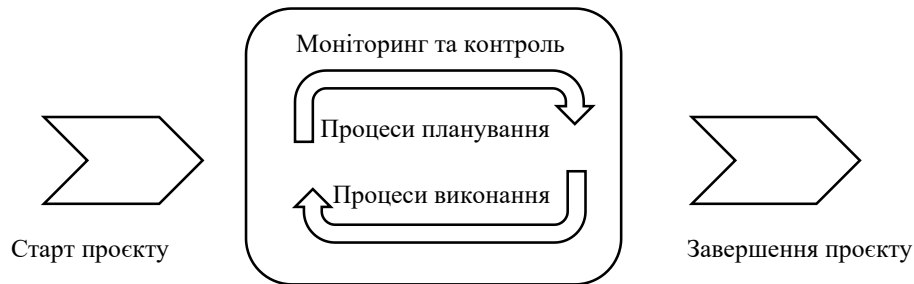 Моніторинг та контроль
Процеси планування
Процеси виконання
Старт проєкту
Завершення проєкту